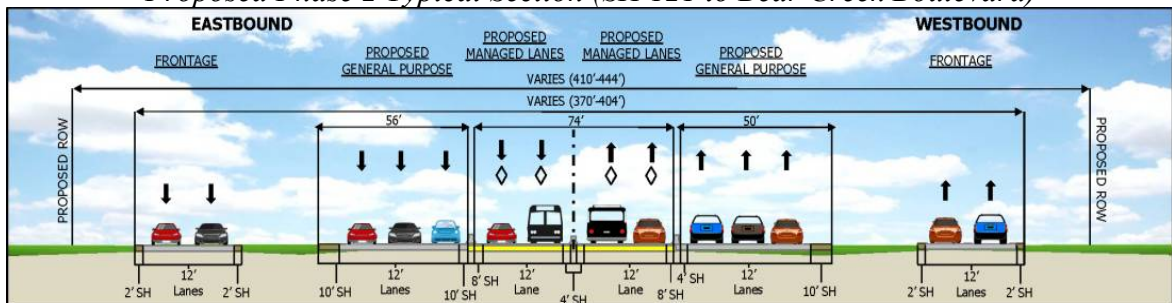 Proposed Phase 2 Typical Section (SH 121 to Bear Creek Boulevard)
EASTBOUND
WESTBOUND
FRONTAGE
PROPOSED
GENERAL PURPOSE
PROPOSED
MANAGED LANES
PROPOSED
MANAGED LANES
PROPOSED
GENERAL PURPOSE
FRONTAGE
VARIES (410'-444')
VARIES (370'-404')
56'
74'
50'
PROPOSED ROW
PROPOSED ROW
2' SH
12'
Lanes
2' SH
10' SH
12'
Lanes
10' SH
8' SH
12'
Lane
4' SH
12'
Lane
8' SH
4' SH
12'
Lanes
10' SH
2' SH
12'
Lanes
2' SH